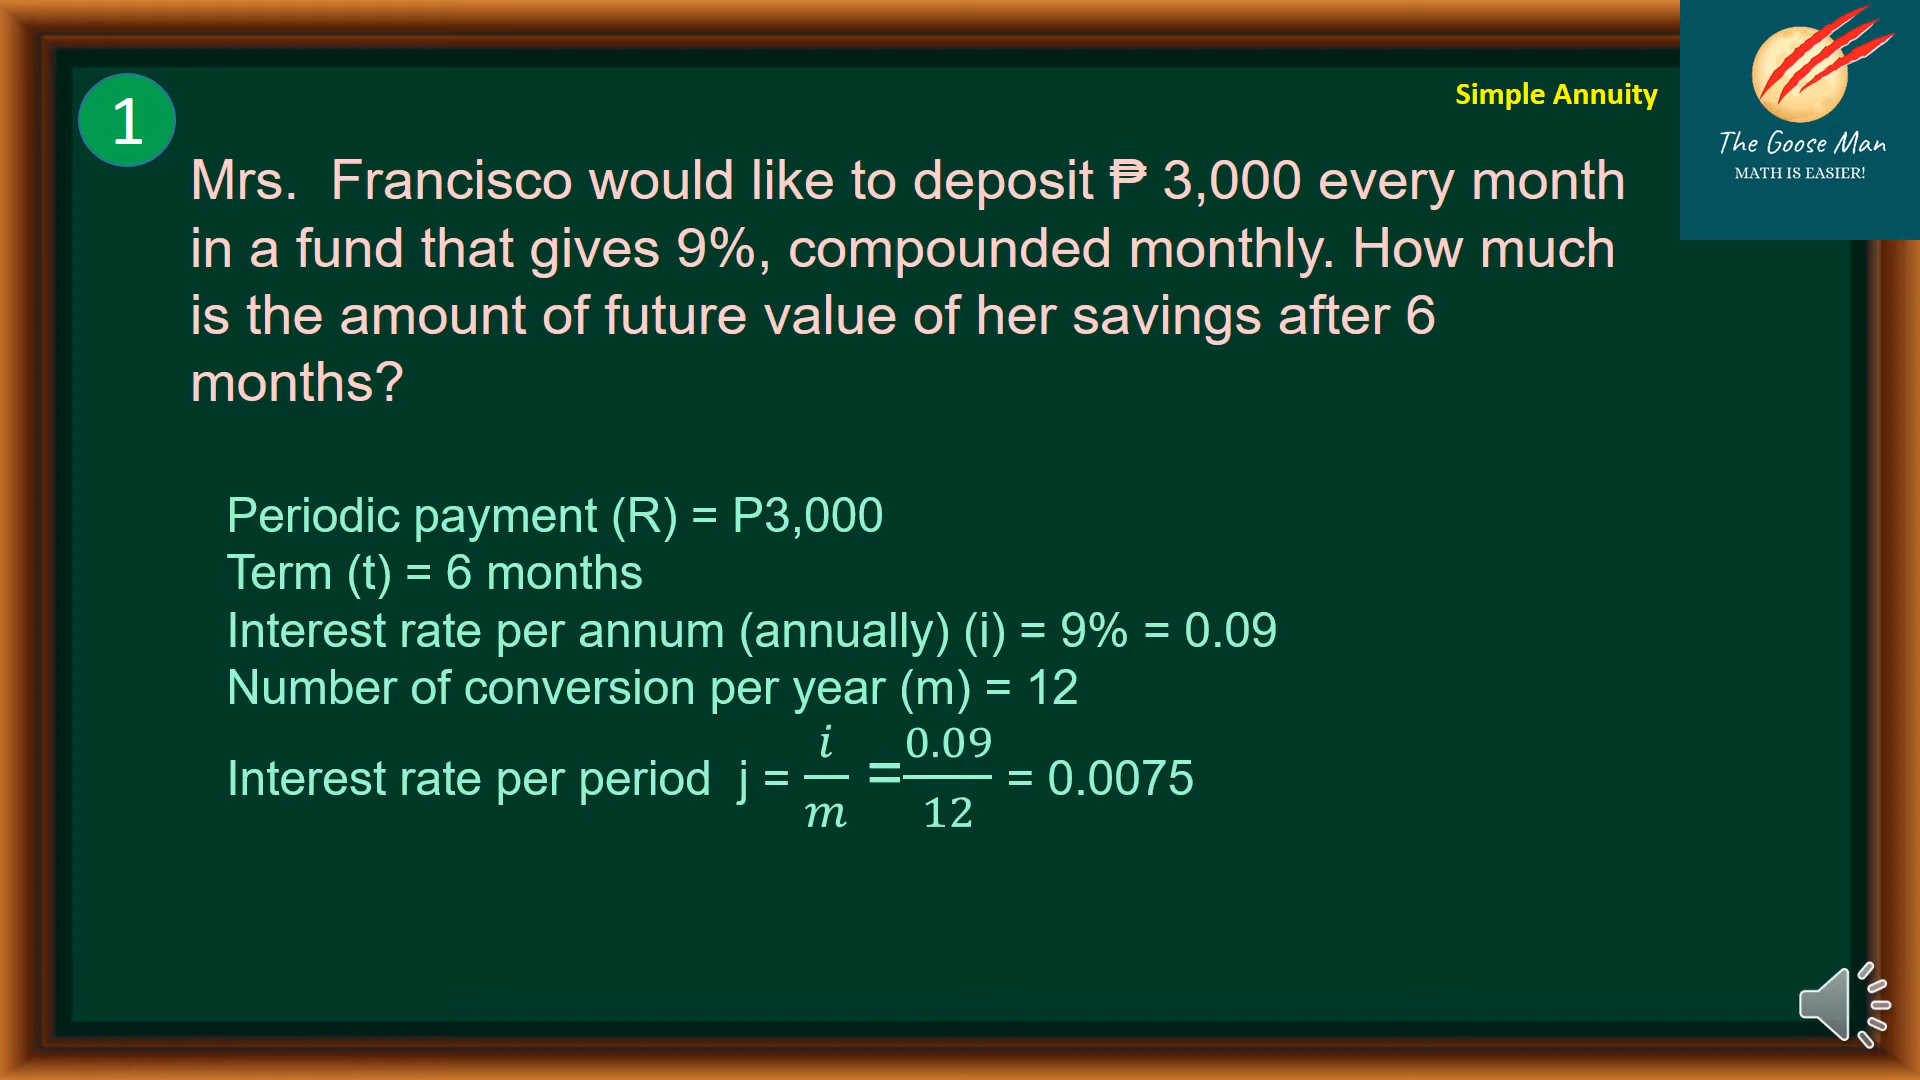 1
Simple Annuity
The Goose Man
MATH IS EASIER!
Mrs.  Francisco would like to deposit ₱ 3,000 every month
in a fund that gives 9%, compounded monthly. How much
is the amount of future value of her savings after 6
months?
Periodic payment (R) = P3,000
Term (t) = 6 months
Interest rate per annum (annually) (i) = 9% = 0.09
Number of conversion per year (m) = 12
Interest rate per period  j = i/m = 0.09/12 = 0.0075